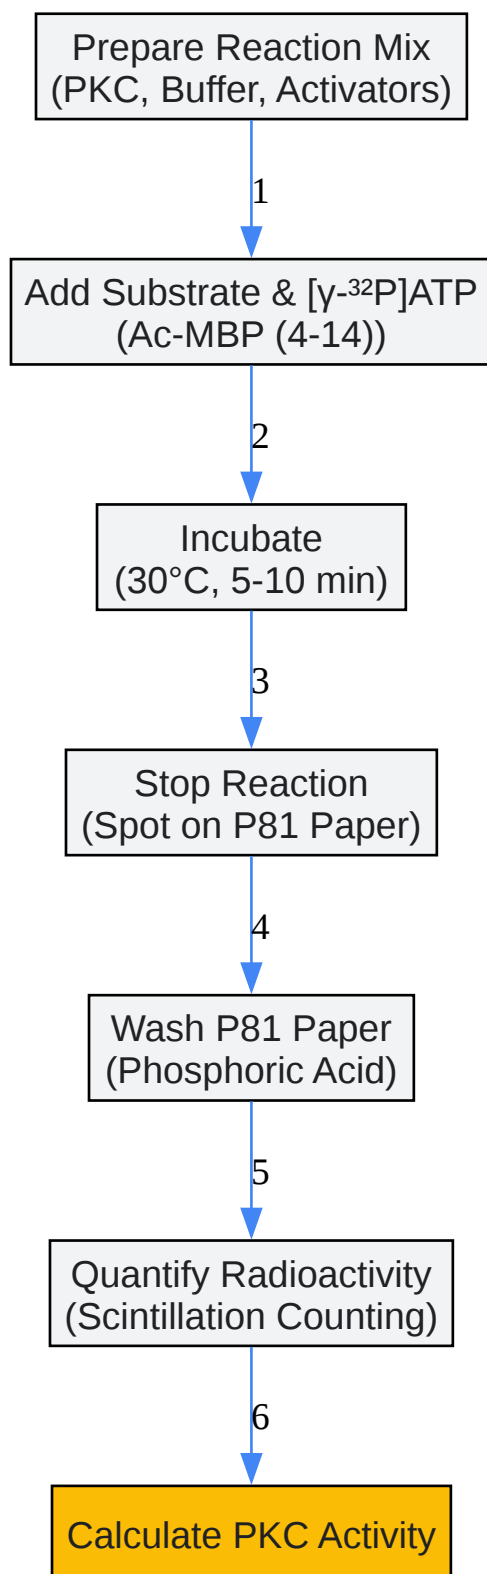 Prepare Reaction Mix
(PKC, Buffer, Activators)
1
Add Substrate & [γ-³²P]ATP
(Ac-MBP (4-14))
2
Incubate
(30°C, 5-10 min)
3
Stop Reaction
(Spot on P81 Paper)
4
Wash P81 Paper
(Phosphoric Acid)
5
Quantify Radioactivity
(Scintillation Counting)
6
Calculate PKC Activity